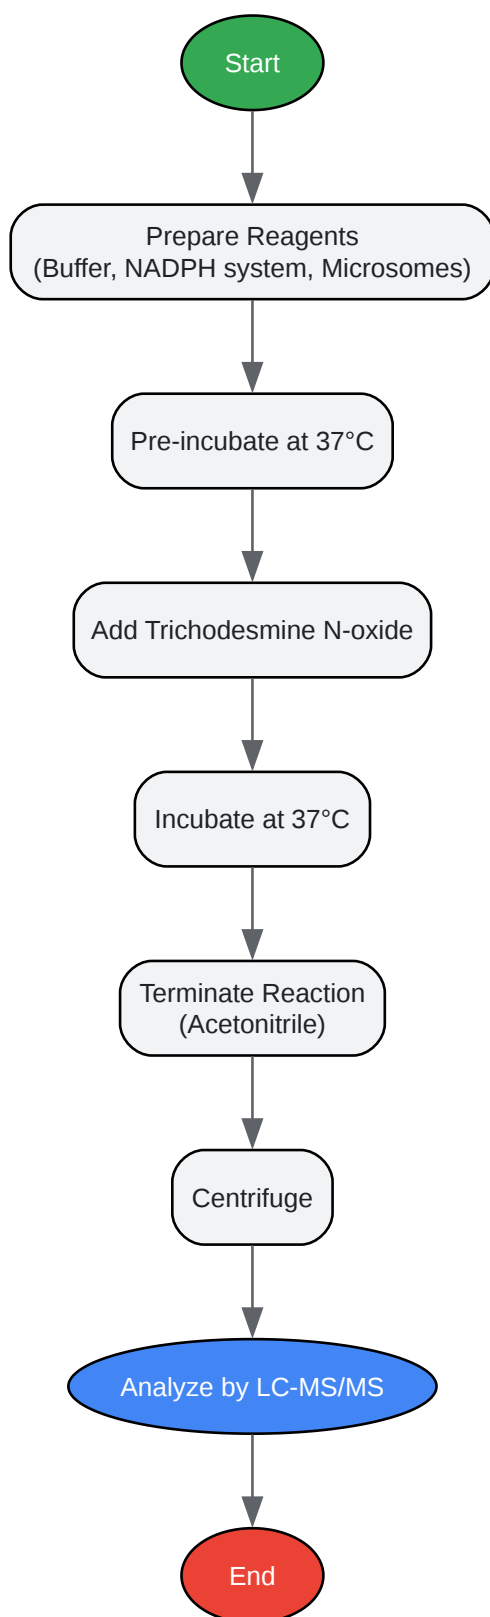 Start
Prepare Reagents
(Buffer, NADPH system, Microsomes)
Pre-incubate at 37°C
Add Trichodesmine N-oxide
Incubate at 37°C
Terminate Reaction
(Acetonitrile)
Centrifuge
Analyze by LC-MS/MS
End